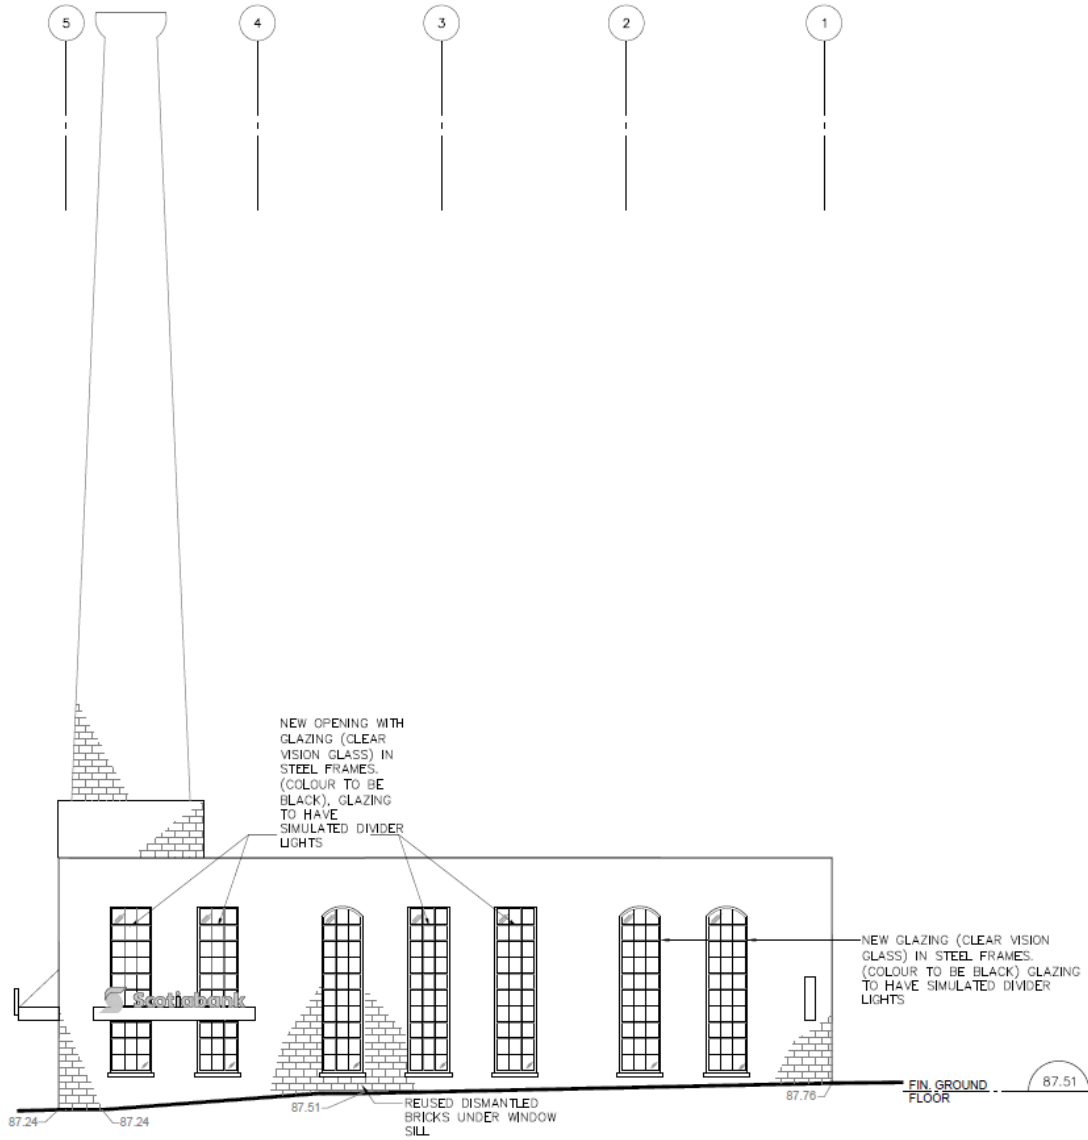 5
4
3
2
1
NEW OPENING WITH
GLAZING (CLEAR
VISION GLASS) IN
STEEL FRAMES.
(COLOUR TO BE
BLACK), GLAZING
TO HAVE
SIMULATED DIVIDER
LIGHTS
NEW GLAZING (CLEAR VISION
GLASS) IN STEEL FRAMES.
(COLOUR TO BE BLACK) GLAZING
TO HAVE SIMULATED DIVIDER
LIGHTS
Scotiabank
FIN. GROUND
FLOOR
87.51
87.24
87.24
87.51
87.76
REUSED DISMANTLED
BRICKS UNDER WINDOW
SILL